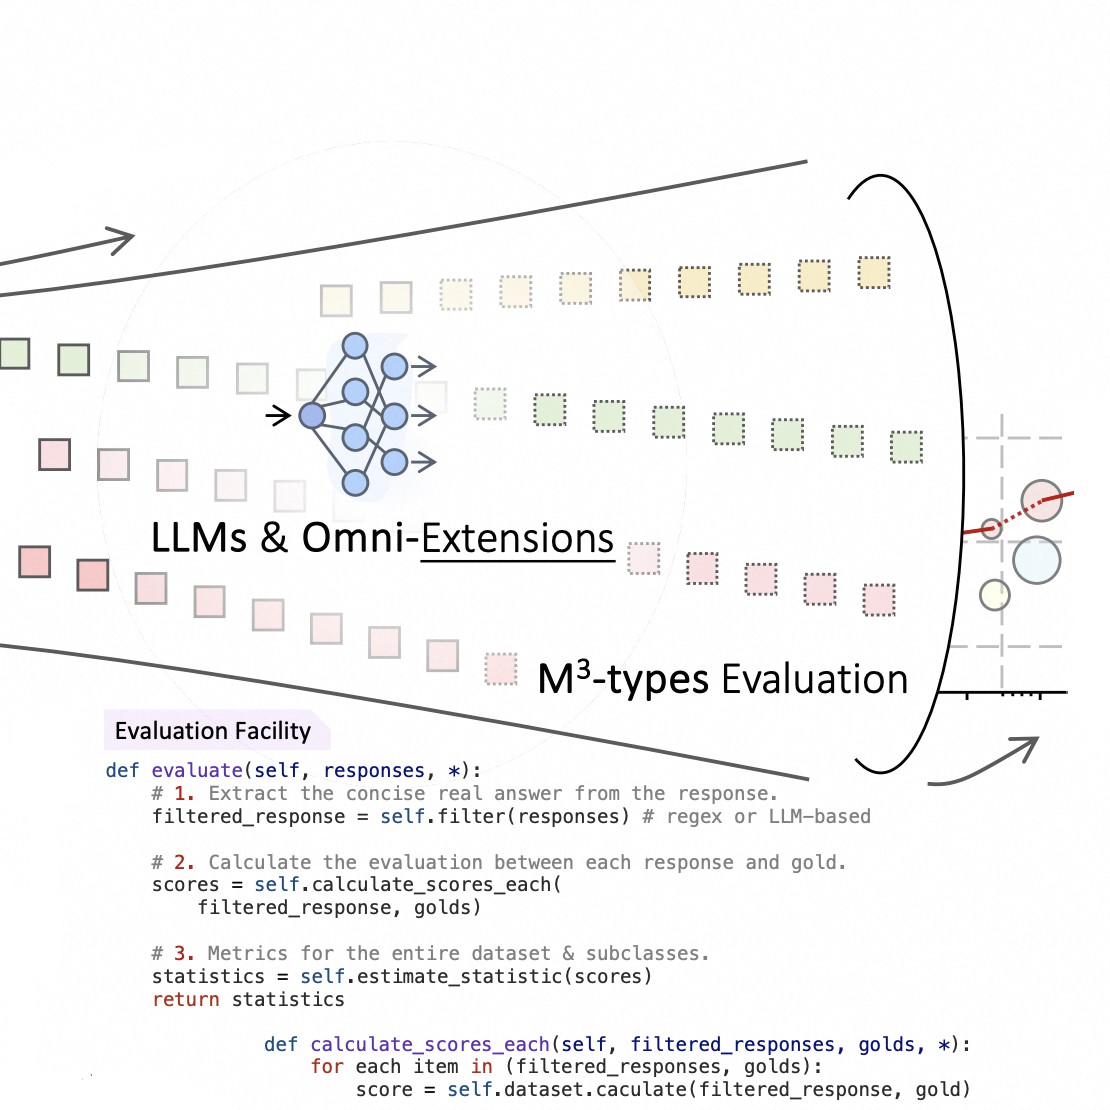 LLMs & Omni-Extensions
M³-types Evaluation
Evaluation Facility
def evaluate(self, responses, *):
    # 1. Extract the concise real answer from the response.
    filtered_response = self.filter(responses) # regex or LLM-based
    # 2. Calculate the evaluation between each response and gold.
    scores = self.calculate_scores_each(
        filtered_response, golds)
    # 3. Metrics for the entire dataset & subclasses.
    statistics = self.estimate_statistic(scores)
    return statistics
def calculate_scores_each(self, filtered_responses, golds, *):
    for each item in (filtered_responses, golds):
        score = self.dataset.caculate(filtered_response, gold)